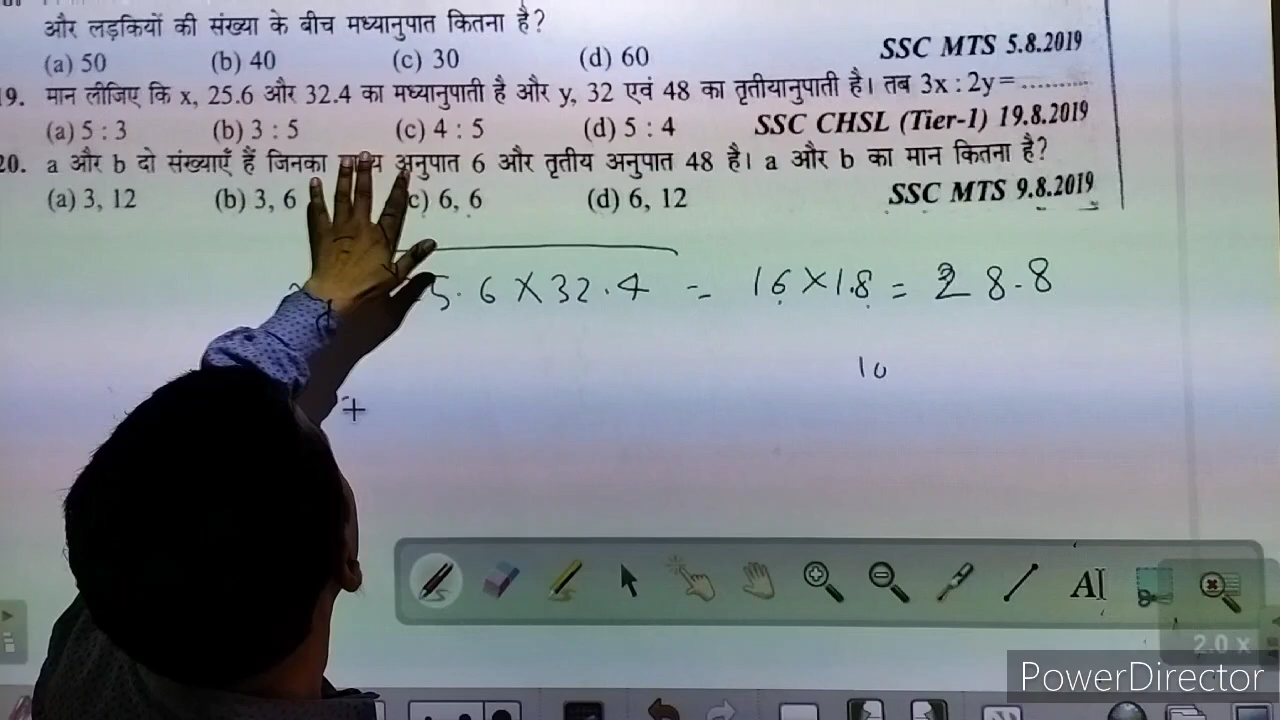 और लड़कियों की संख्या के बीच मध्यानुपात कितना है?
(a) 50 (b) 40 (c) 30 (d) 60 SSC MTS 5.8.2019
19. मान लीजिए कि x, 25.6 और 32.4 का मध्यानुपाती है और y, 32 एवं 48 का तृतीयानुपाती है। तब 3x : 2y = ..........
(a) 5 : 3 (b) 3 : 5 (c) 4 : 5 (d) 5 : 4 SSC CHSL (Tier-1) 19.8.2019
20. a और b दो संख्याएँ हैं जिनका अनुपात 6 और तृतीय अनुपात 48 है। a और b का मान कितना है?
(a) 3, 12 (b) 3, 6 (c) 6, 6 (d) 6, 12 SSC MTS 9.8.2019
5.6 × 32.4 = 16 × 1.8 = 28.8
10
AI
2.0 x
PowerDirector